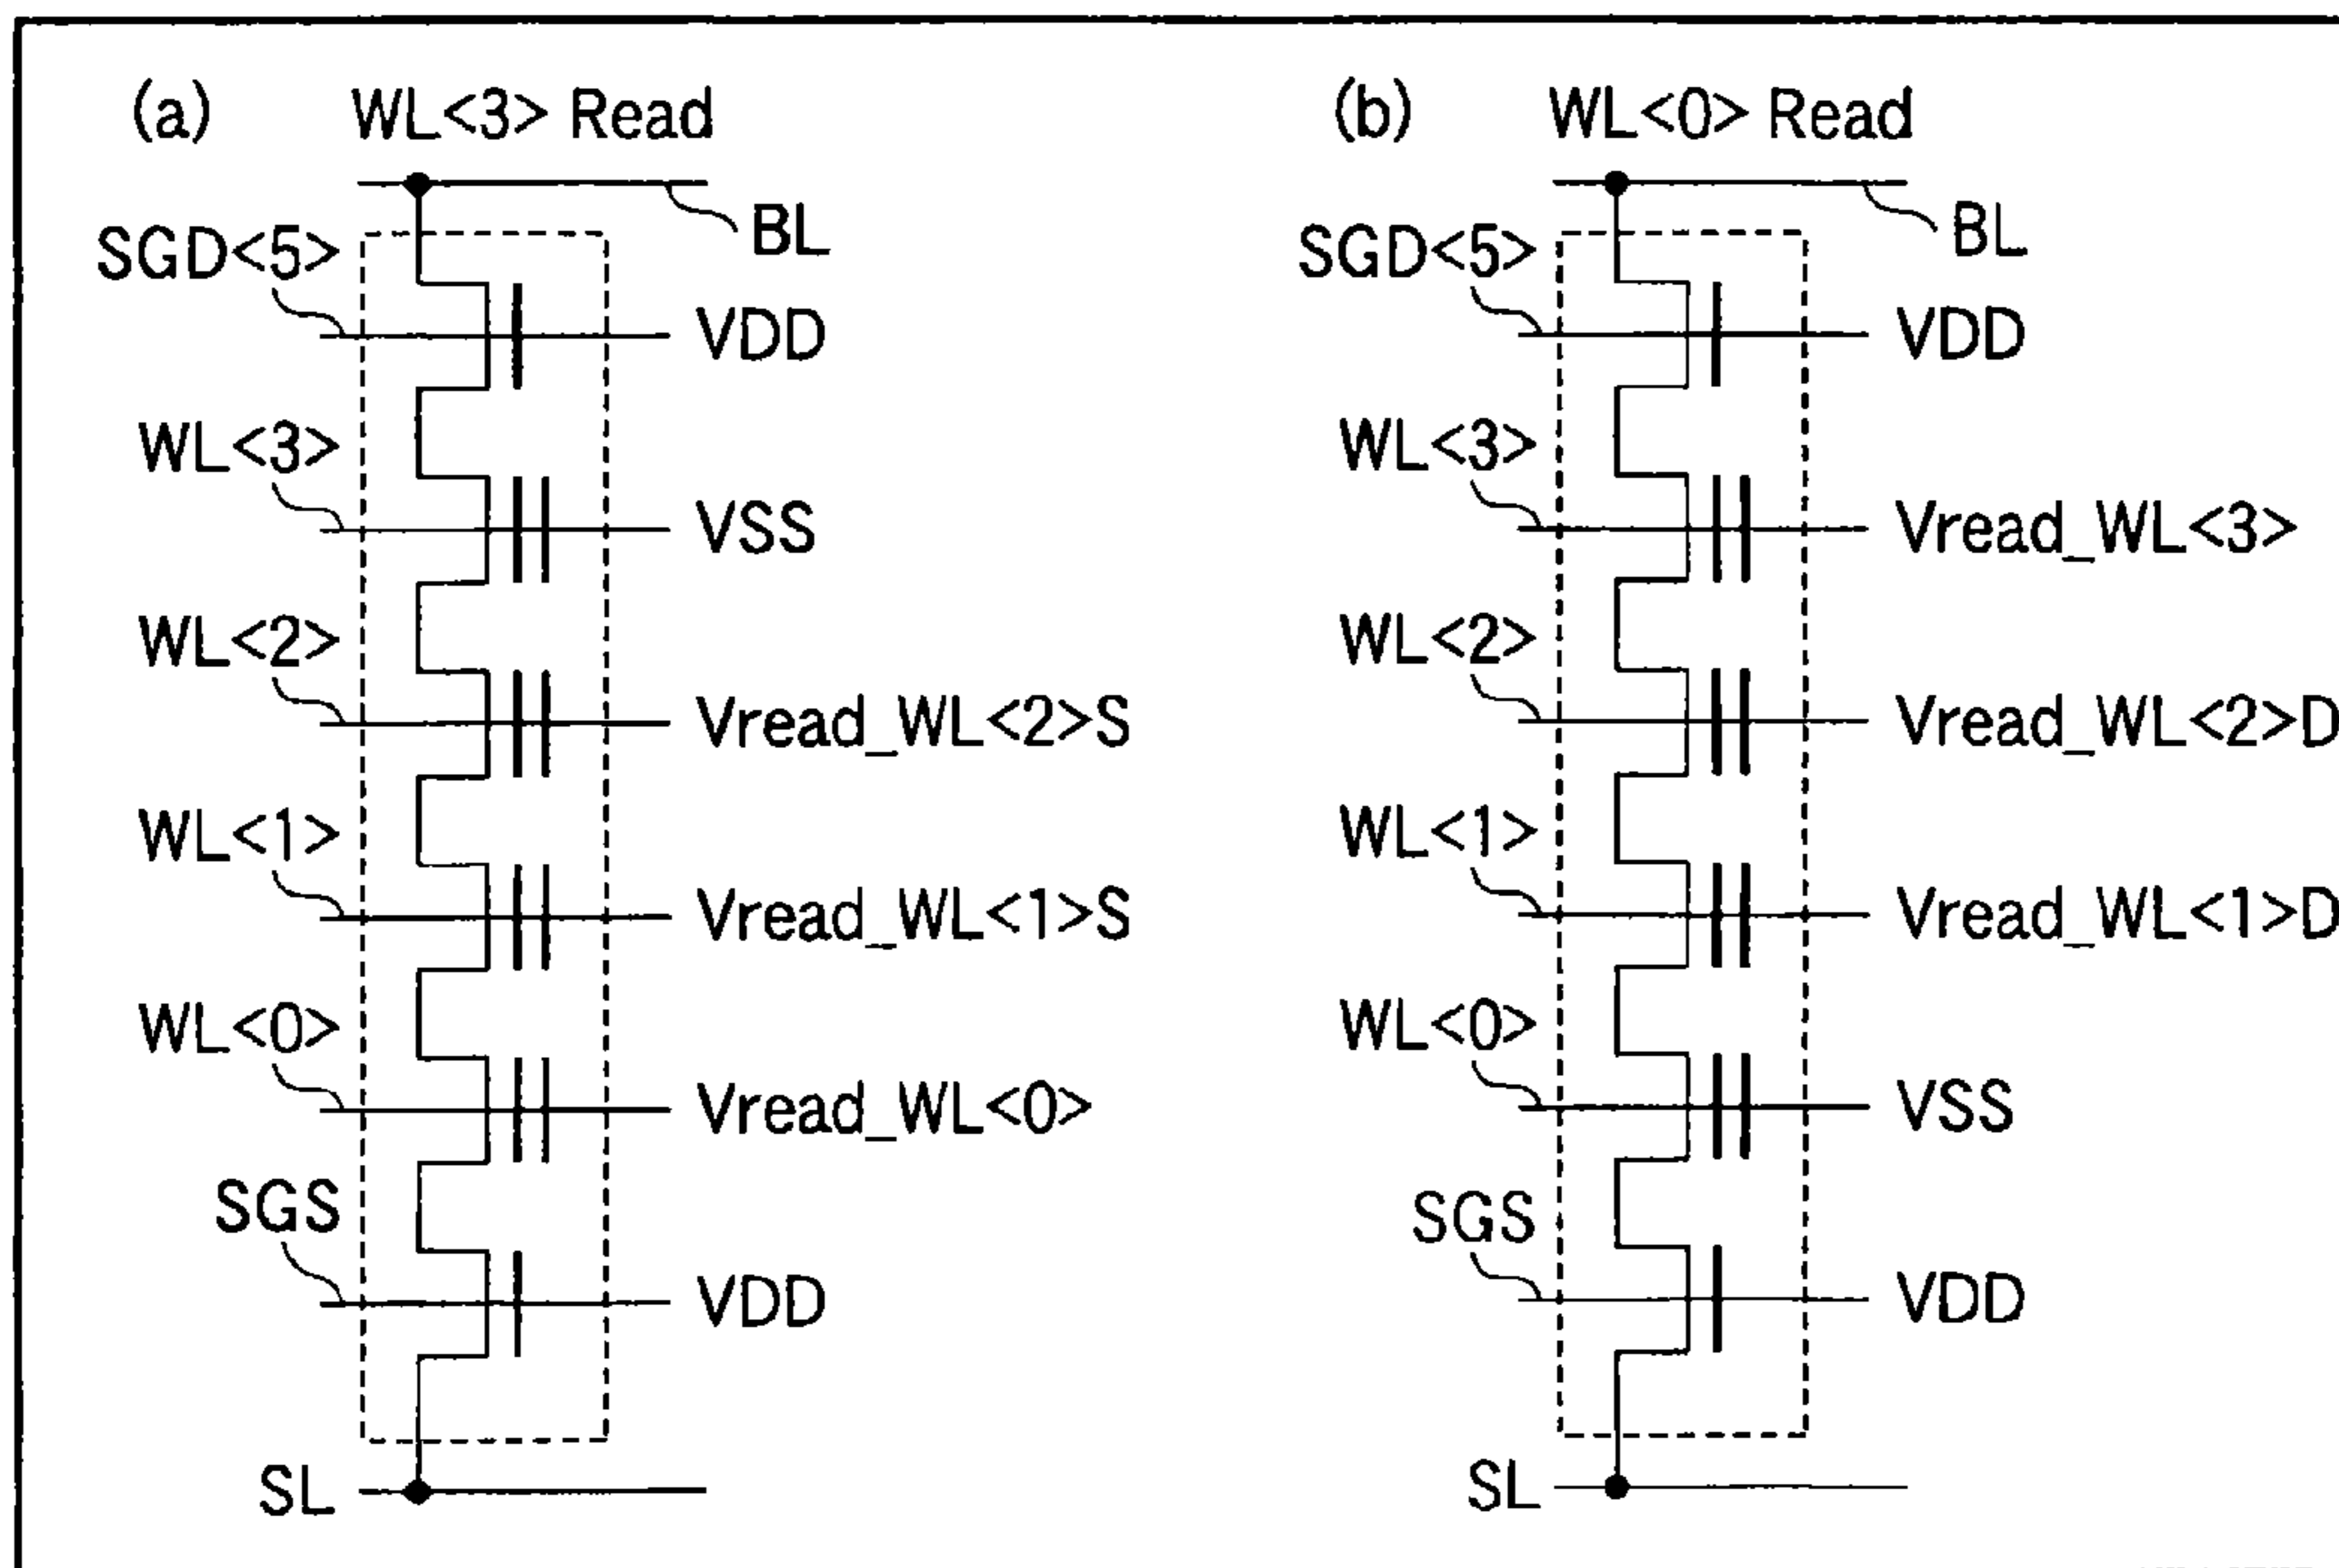 (a) WL<3> Read
BL
SGD<5>
VDD
WL<3>
VSS
WL<2>
Vread_WL<2>S
WL<1>
Vread_WL<1>S
WL<0>
Vread_WL<0>
SGS
VDD
SL
(b) WL<0> Read
BL
SGD<5>
VDD
WL<3>
Vread_WL<3>
WL<2>
Vread_WL<2>D
WL<1>
Vread_WL<1>D
WL<0>
VSS
SGS
VDD
SL